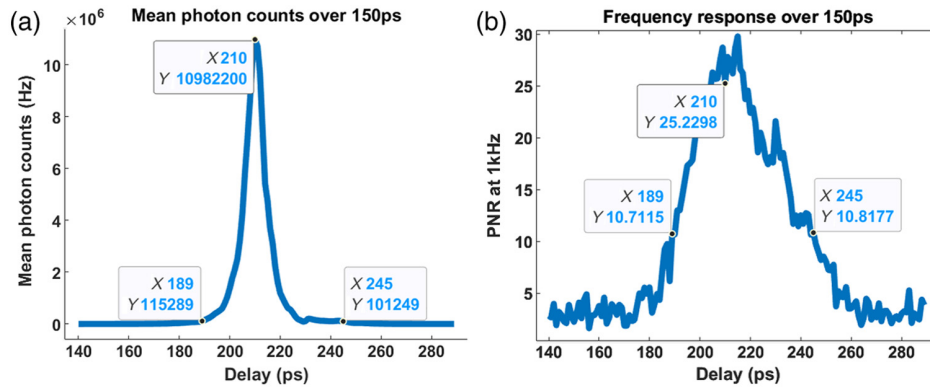 (a)
Mean photon counts over 150ps
×10⁶
Mean photon counts (Hz)
10
8
6
4
2
0
X 210
Y 10982200
X 189
Y 115289
X 245
Y 101249
140 160 180 200 220 240 260 280
Delay (ps)
(b)
Frequency response over 150ps
PNR at 1kHz
30
25
20
15
10
5
X 210
Y 25.2298
X 189
Y 10.7115
X 245
Y 10.8177
140 160 180 200 220 240 260 280
Delay (ps)